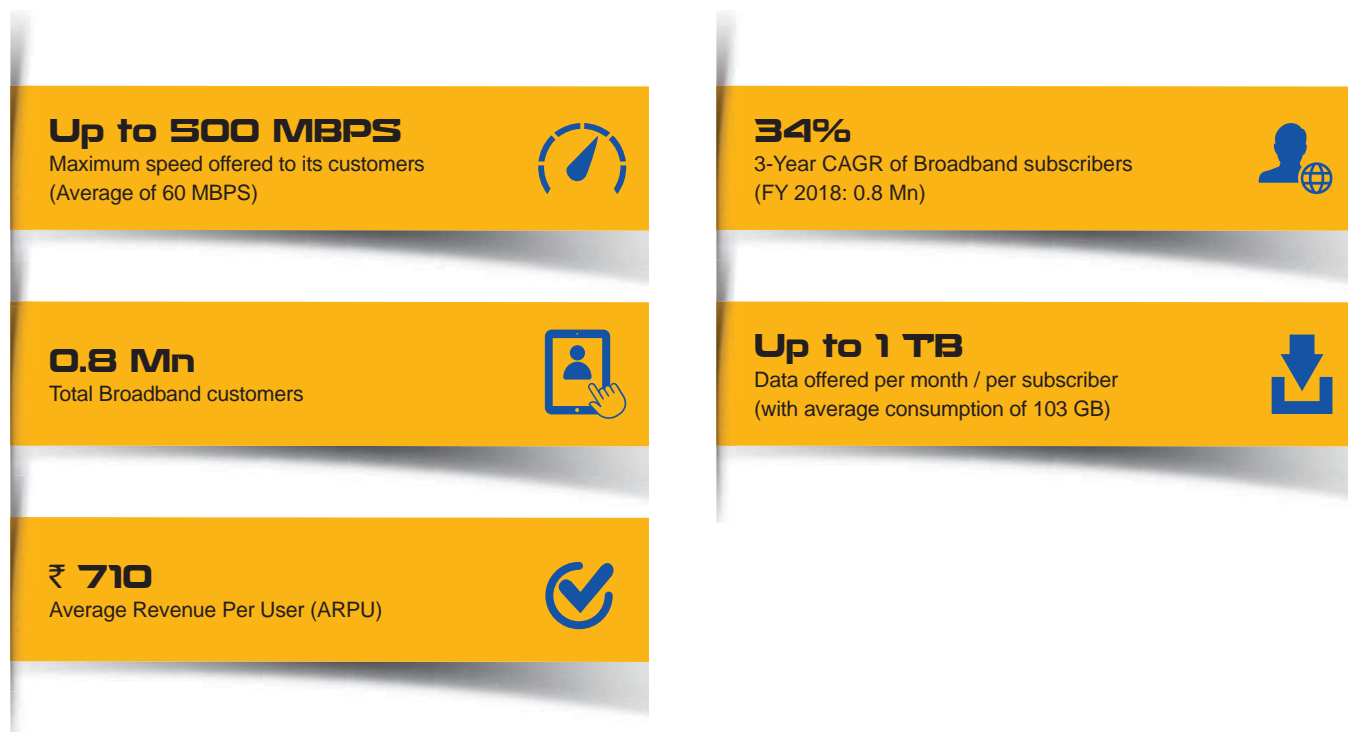 Up to 500 MBPS
Maximum speed offered to its customers
(Average of 60 MBPS)
0.8 Mn
Total Broadband customers
₹ 710
Average Revenue Per User (ARPU)
34%
3-Year CAGR of Broadband subscribers
(FY 2018: 0.8 Mn)
Up to 1 TB
Data offered per month / per subscriber
(with average consumption of 103 GB)